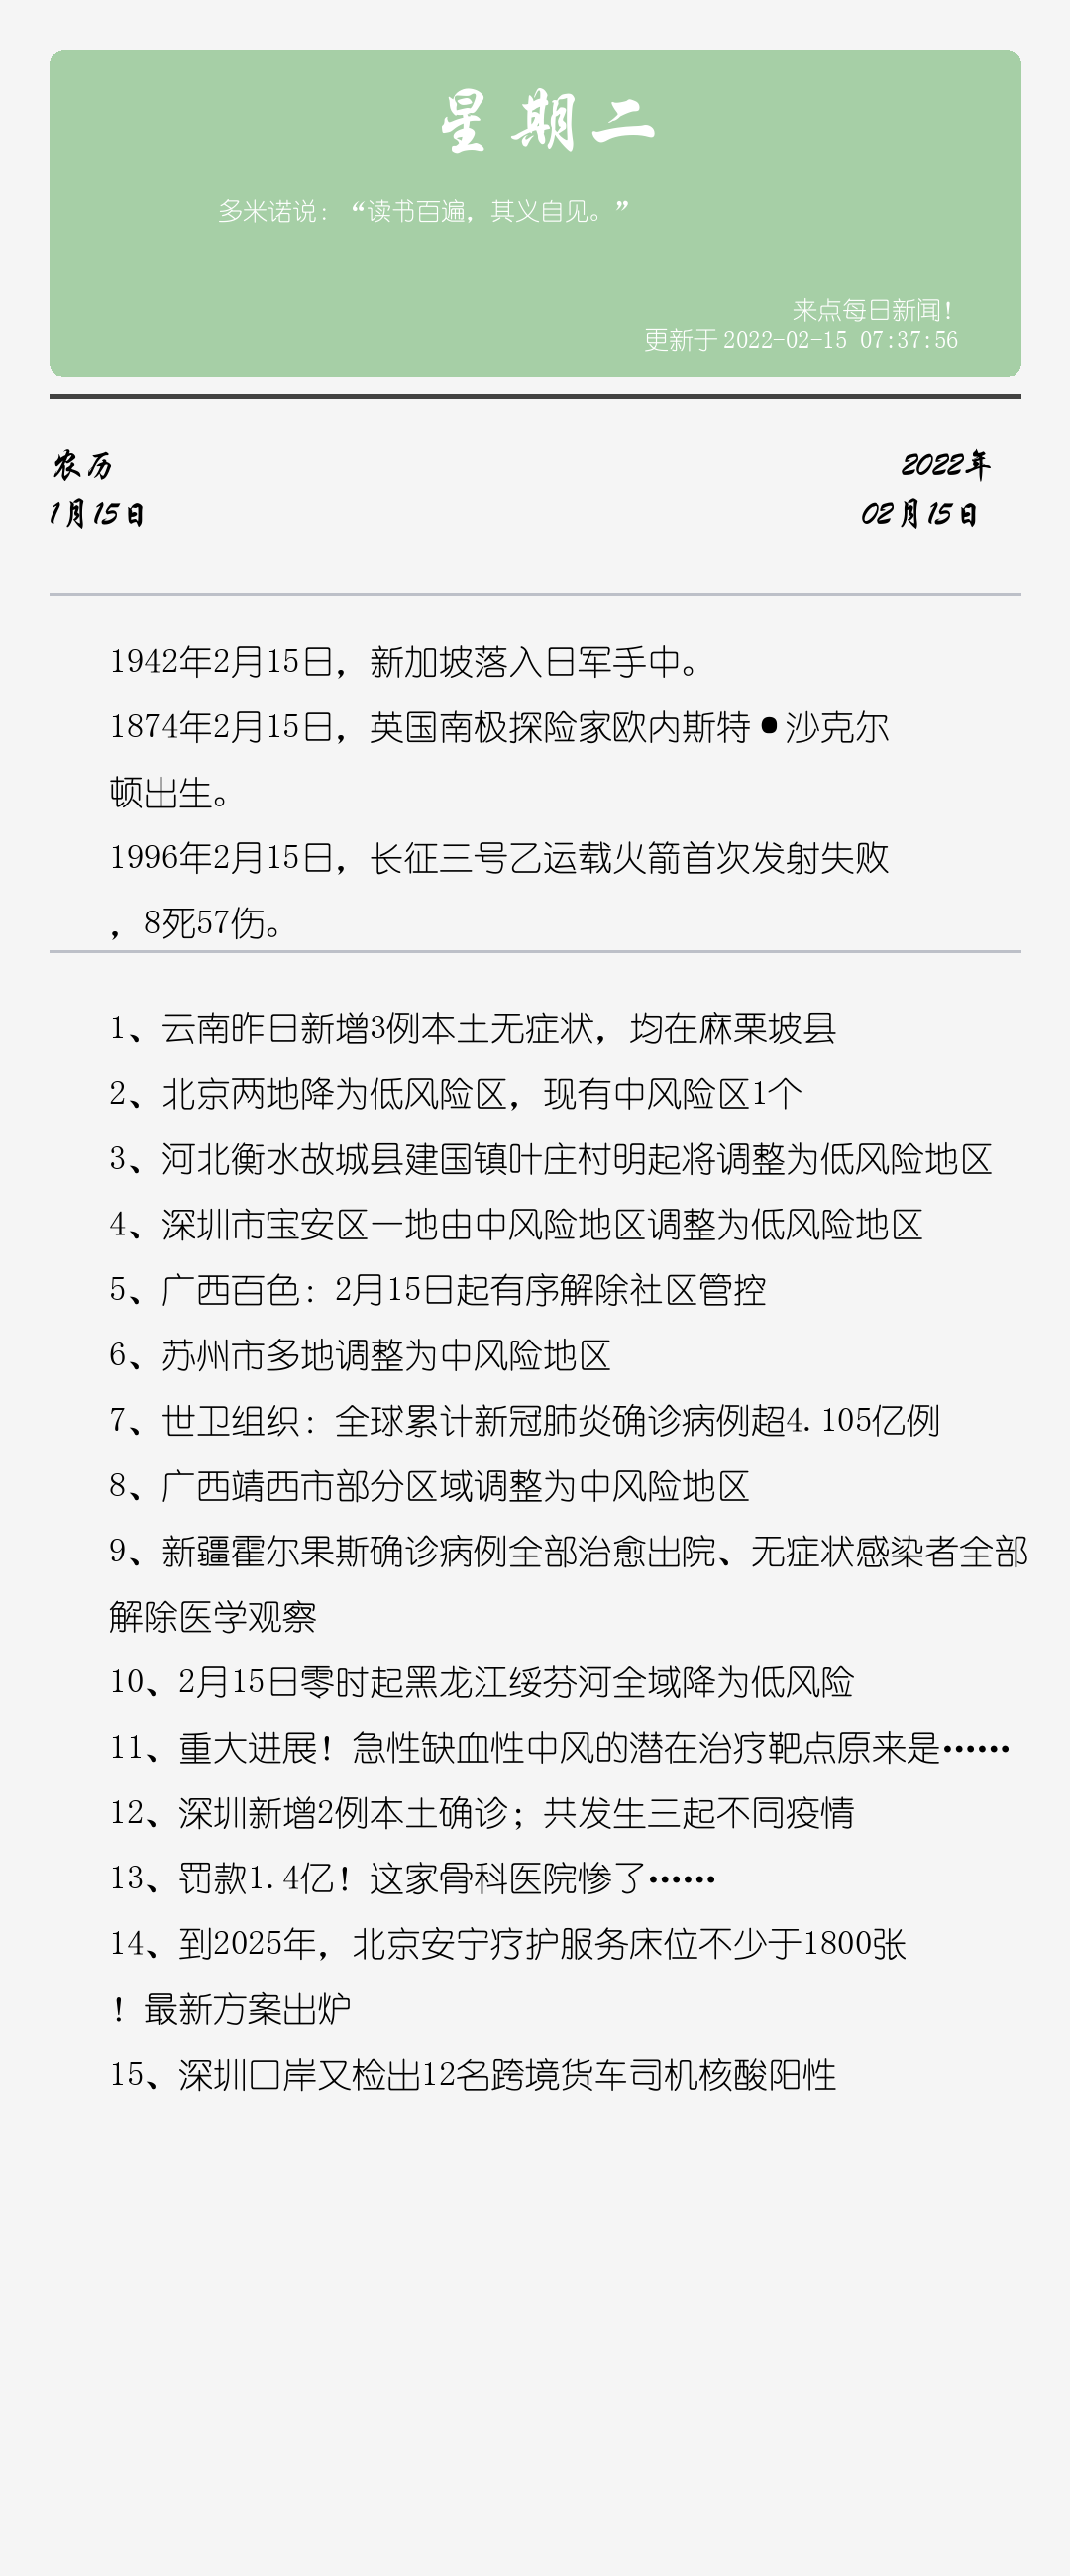 星期二
多米诺说：“读书百遍，其义自见。”
来点每日新闻！
更新于 2022-02-15 07:37:56
农历
2022年
1月15日
02月15日
1942年2月15日，新加坡落入日军手中。
1874年2月15日，英国南极探险家欧内斯特•沙克尔
顿出生。
1996年2月15日，长征三号乙运载火箭首次发射失败
，8死57伤。
1、云南昨日新增3例本土无症状，均在麻栗坡县
2、北京两地降为低风险区，现有中风险区1个
3、河北衡水故城县建国镇叶庄村明起将调整为低风险地区
4、深圳市宝安区一地由中风险地区调整为低风险地区
5、广西百色：2月15日起有序解除社区管控
6、苏州市多地调整为中风险地区
7、世卫组织：全球累计新冠肺炎确诊病例超4.105亿例
8、广西靖西市部分区域调整为中风险地区
9、新疆霍尔果斯确诊病例全部治愈出院、无症状感染者全部
解除医学观察
10、2月15日零时起黑龙江绥芬河全域降为低风险
11、重大进展！急性缺血性中风的潜在治疗靶点原来是……
12、深圳新增2例本土确诊；共发生三起不同疫情
13、罚款1.4亿！这家骨科医院惨了……
14、到2025年，北京安宁疗护服务床位不少于1800张
！最新方案出炉
15、深圳口岸又检出12名跨境货车司机核酸阳性